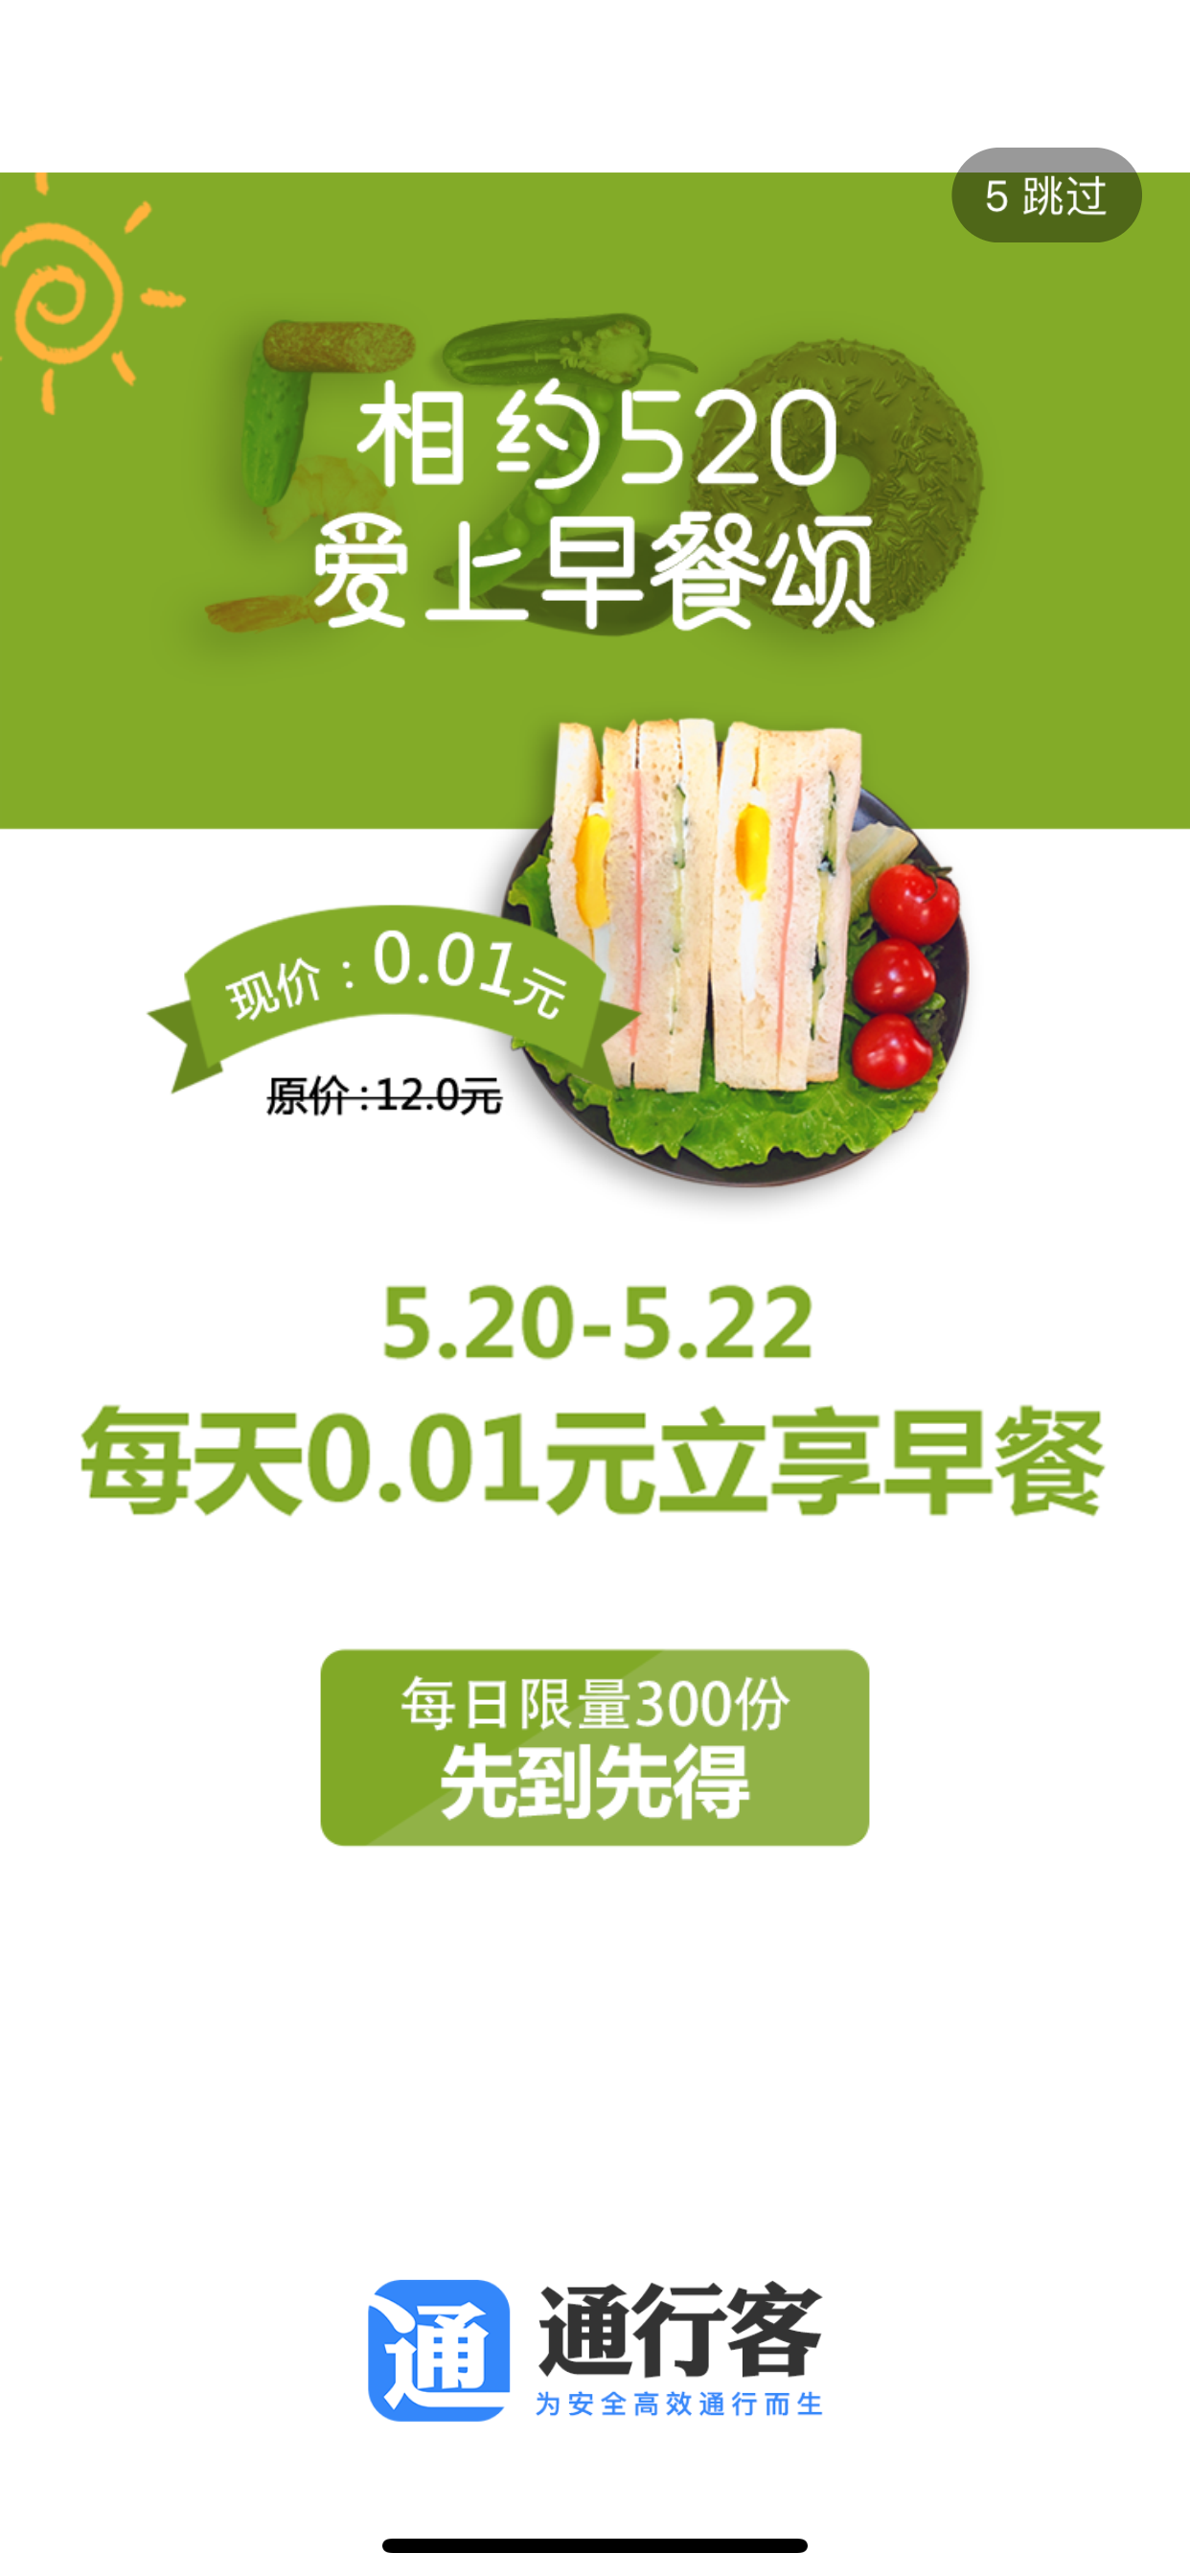 5 跳过
相约520
爱上早餐颂
现价：0.01元
原价:12.0元
5.20-5.22
每天0.01元立享早餐
每日限量300份
先到先得
通
通行客
为安全高效通行而生